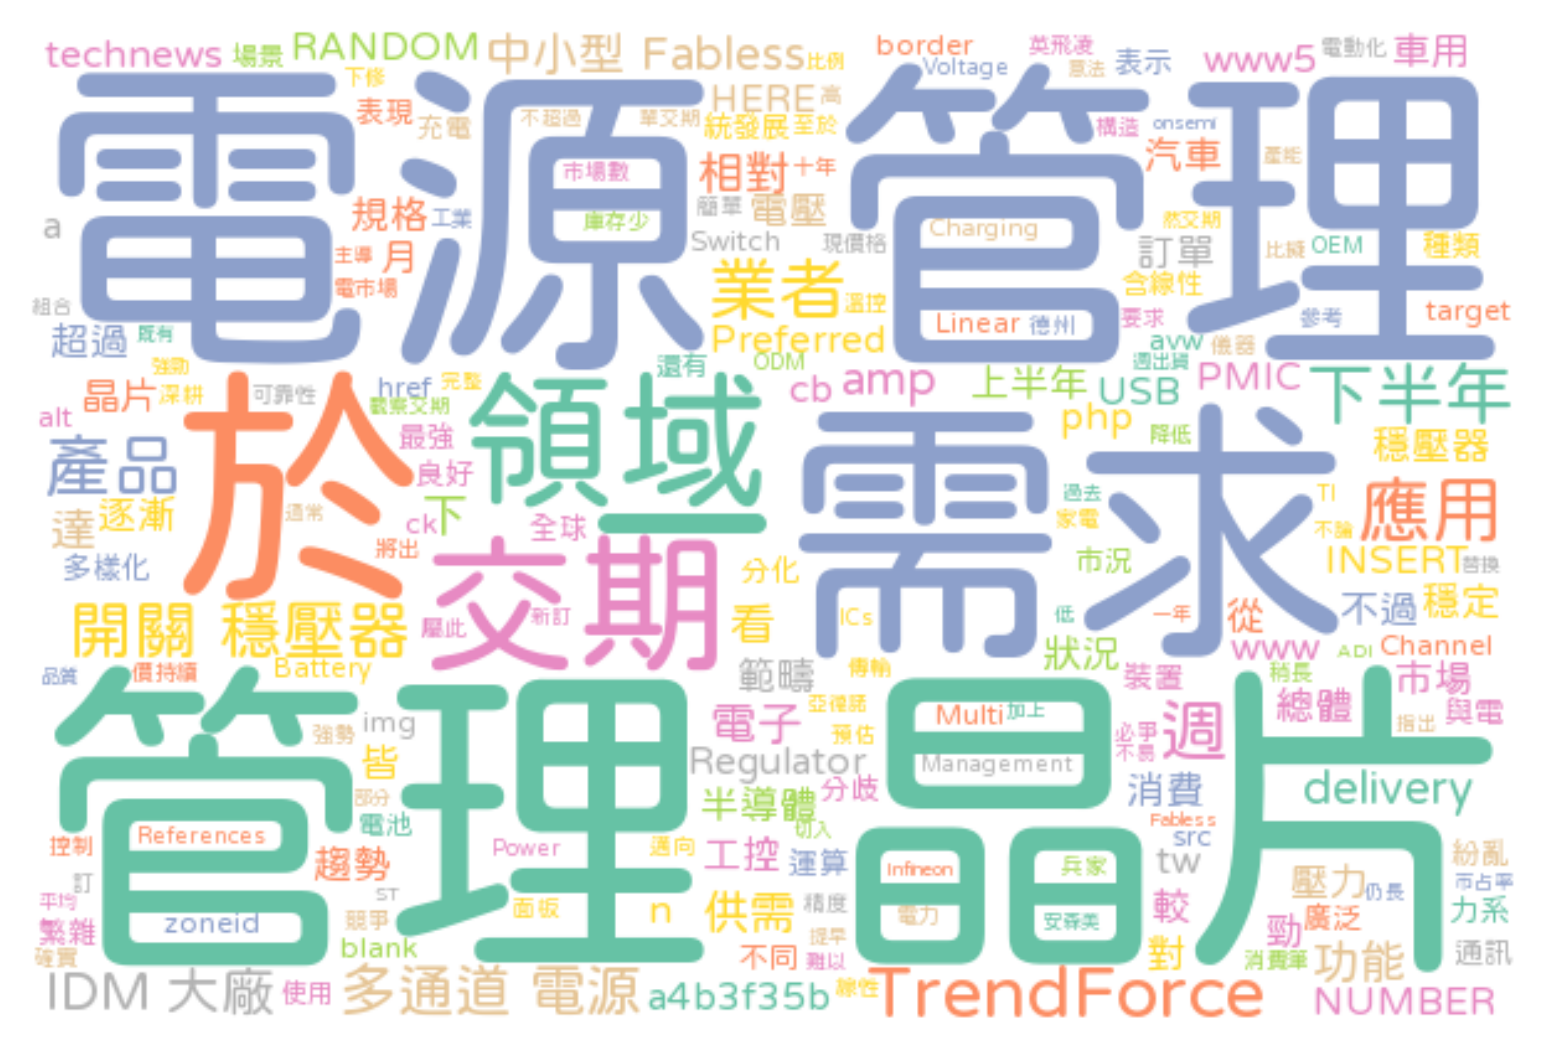 technews 場景 RANDOM 中小型 Fabless 比例 border 英飛凌 電動化 車用
Voltage 意法 表示 www5
下修 表現 充電 不超過 單交期 HERE 高 統發展 至於 構造 onsemi
電源 管理
市場數 相對 十年 汽車 產能
規格 工業 庫存少 簡單 電壓 Charging 然交期
a 主導 月 Switch 現價格 訂單 比擬 OEM 種類
電市場 業者 溫控 含線性
組合 超過 既有 Preferred Linear 德州 要求 參考 target
強勁 還有 ODM avw 儀器
週出貨
晶片 深耕 可靠性 href 完整 cb amp 上半年 USB PMIC 下半年
alt 觀察交期 php 降低
於 領域 需求
產品 最強 穩壓器
良好 過去 TI 應用
達 逐漸 通常 ck 下 全球 家電 不論
將出 交期
多樣化 分化 市況 INSERT 替換
開關 穩壓器 屬此 新訂 看 ICs 低 一年 從 不過 穩定
狀況 www ADI Channel
品質 價持續 Battery 範疇 傳輸 裝置 稍長 市場
管理 晶片
強勢 img 電子 亞德諾 Multi 加上 必爭 週 總體 指出 與電
皆 預估 不易
Regulator Management
部分 半導體 分歧 消費 delivery
電池 切入 Fabless
References src
控制 趨勢 Power 邁向 工控 運算 Infineon 兵家 tw 紛亂
訂 ST 壓力 仍長 市占平
平均 zoneid 競爭 面板 n 供需 精度 電力 安森美 較 廣泛 力系
繁雜 提早 勁
確實 blank 不同 難以 對 消費筆 功能 通訊
IDM 大廠 使用 多通道 電源 a4b3f35b 線性 TrendForce NUMBER